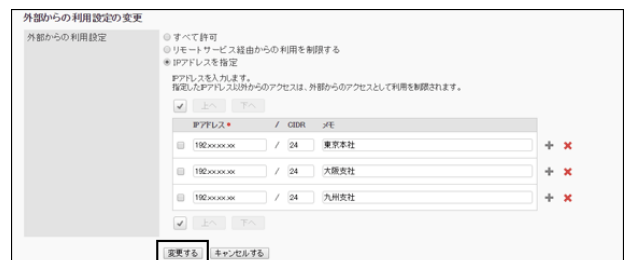 外部からの利用設定の変更
外部からの利用設定
すべて許可
リモートサービス経由からの利用を制限する
IPアドレスを指定
IPアドレスを入力します。
指定したIPアドレス以外からのアクセスは、外部からのアクセスとして利用を制限されます。
上へ 下へ
IPアドレス * / CIDR メモ
192.xx.xx.xx / 24 東京本社
192.xx.xx.xx / 24 大阪支社
192.xx.xx.xx / 24 九州支社
上へ 下へ
変更する キャンセルする